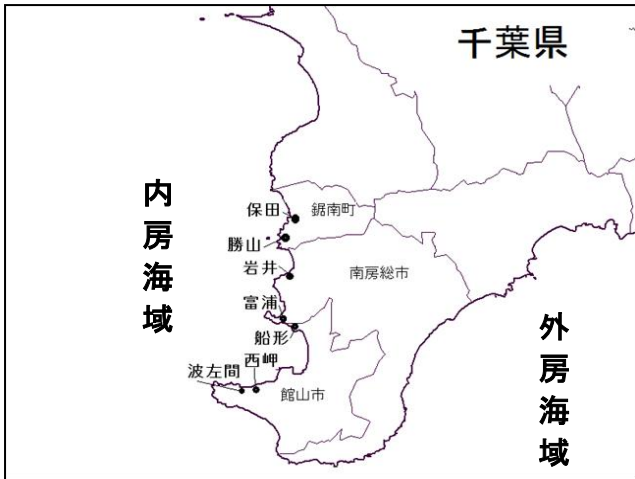 千葉県
内房海域
保田
鋸南町
勝山
岩井
南房総市
富浦
船形
外房海域
西岬
波左間
館山市